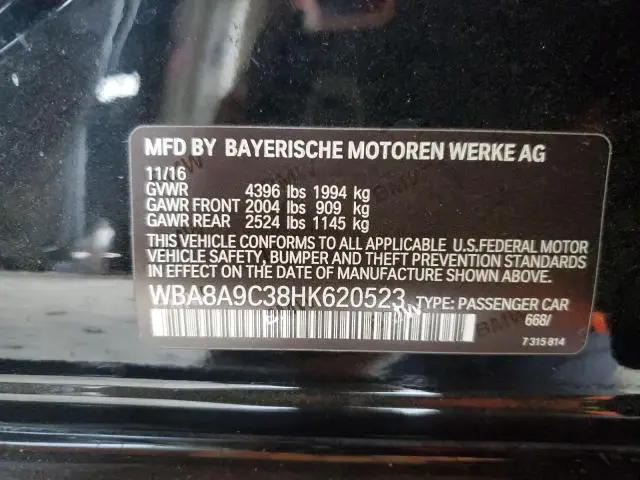 MFD BY BAYERISCHE MOTOREN WERKE AG
11/16
GVWR 4396 lbs 1994 kg
GAWR FRONT 2004 lbs 909 kg
GAWR REAR 2524 lbs 1145 kg
THIS VEHICLE CONFORMS TO ALL APPLICABLE U.S.FEDERAL MOTOR
VEHICLE SAFETY, BUMPER AND THEFT PREVENTION STANDARDS
IN EFFECT ON THE DATE OF MANUFACTURE SHOWN ABOVE.
WBA8A9C38HK620523 TYPE: PASSENGER CAR
668/
7 315 814